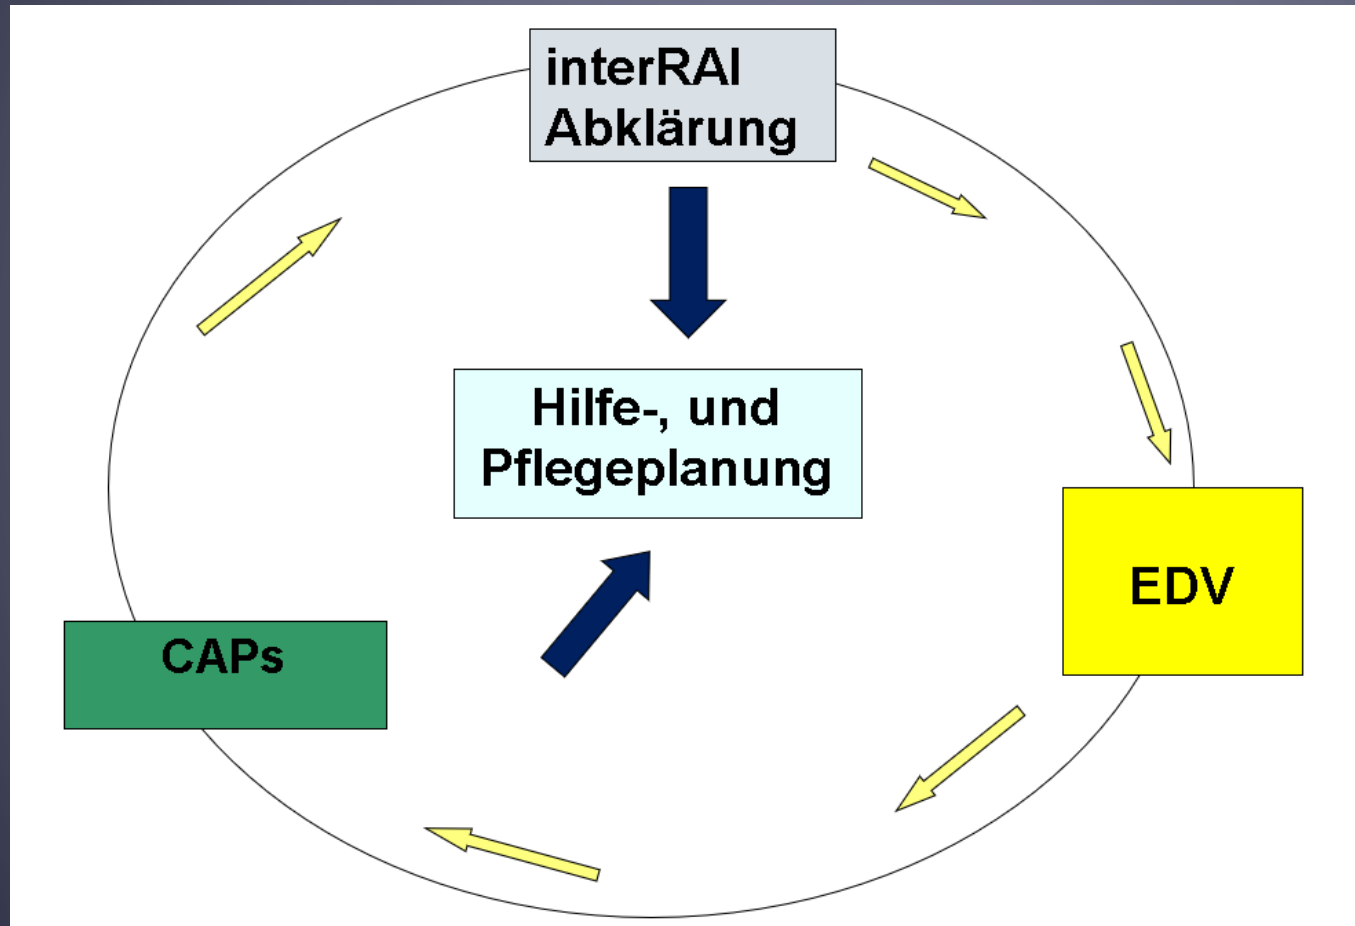 interRAI
Abklärung
Hilfe-, und
Pflegeplanung
EDV
CAPs